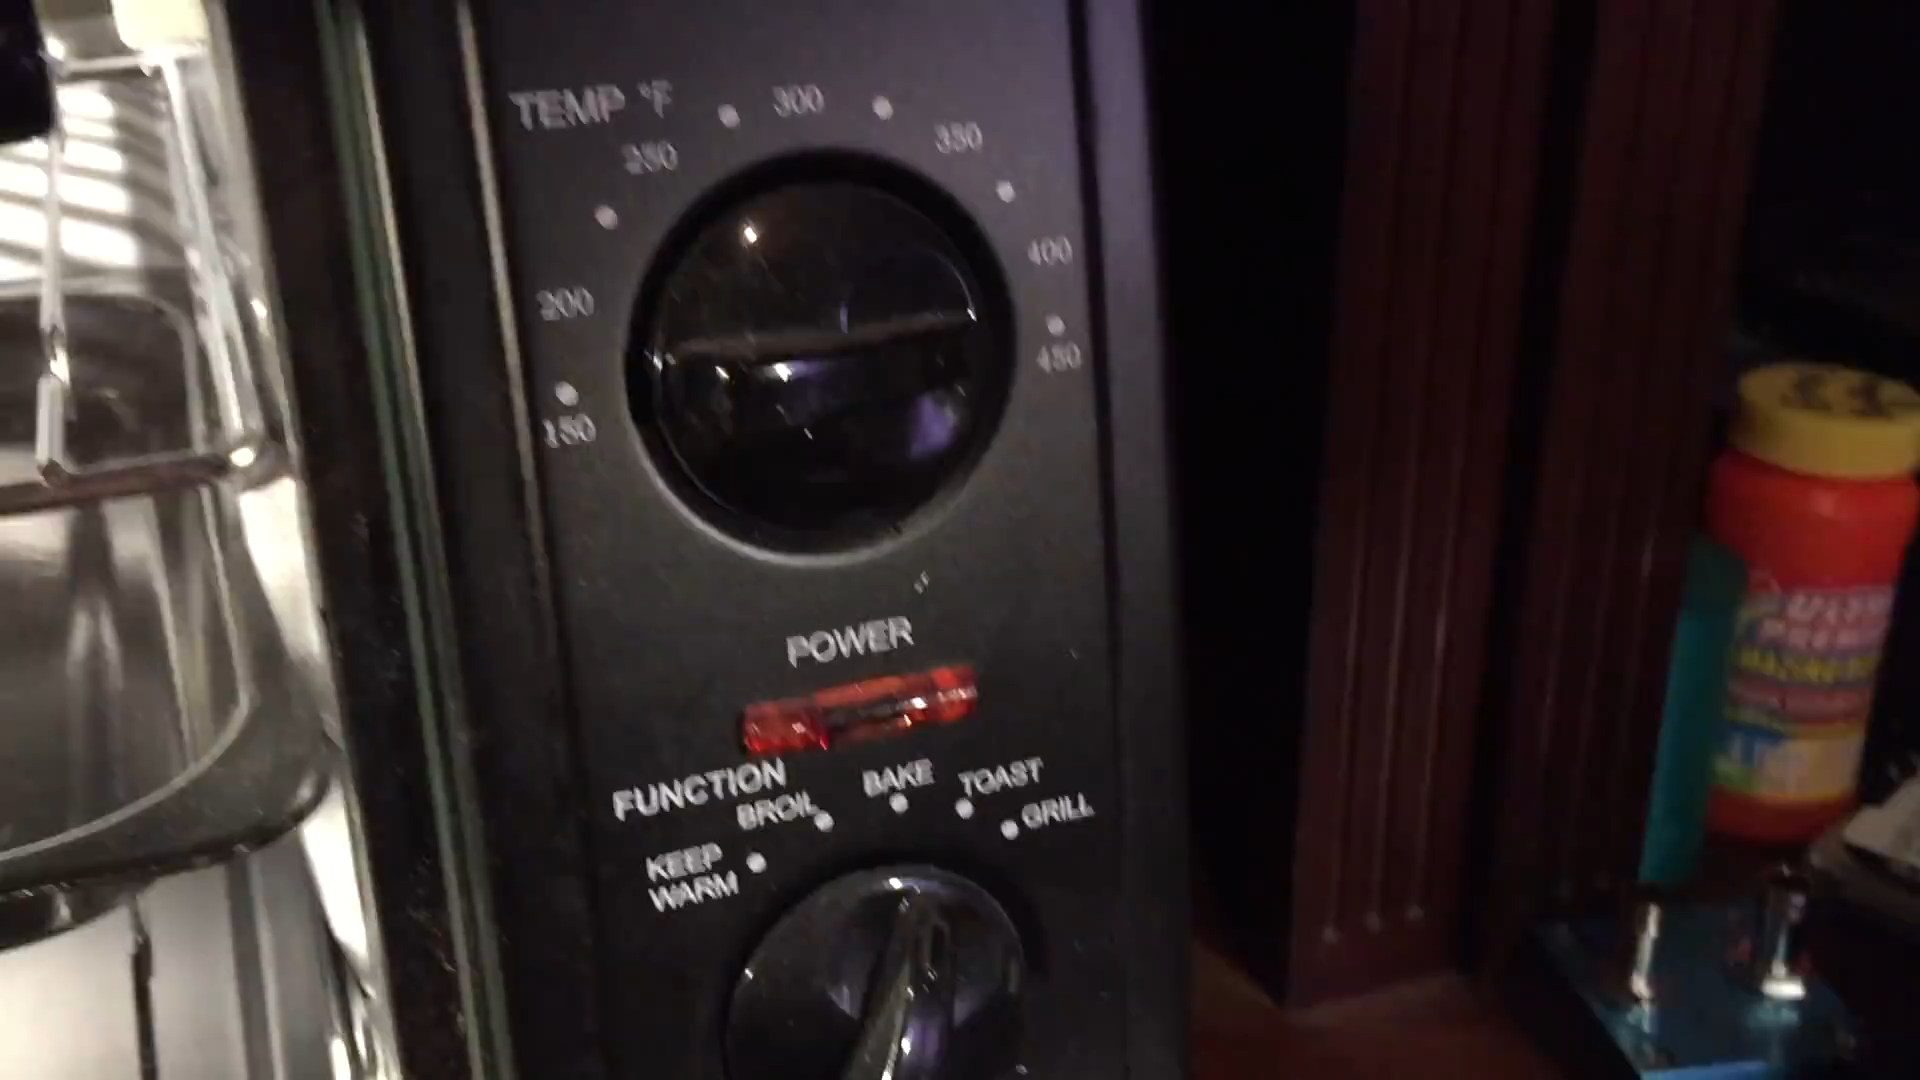 TEMP °F
250
300
350
200
400
150
450
POWER
FUNCTION
BROIL
BAKE
TOAST
GRILL
KEEP
WARM